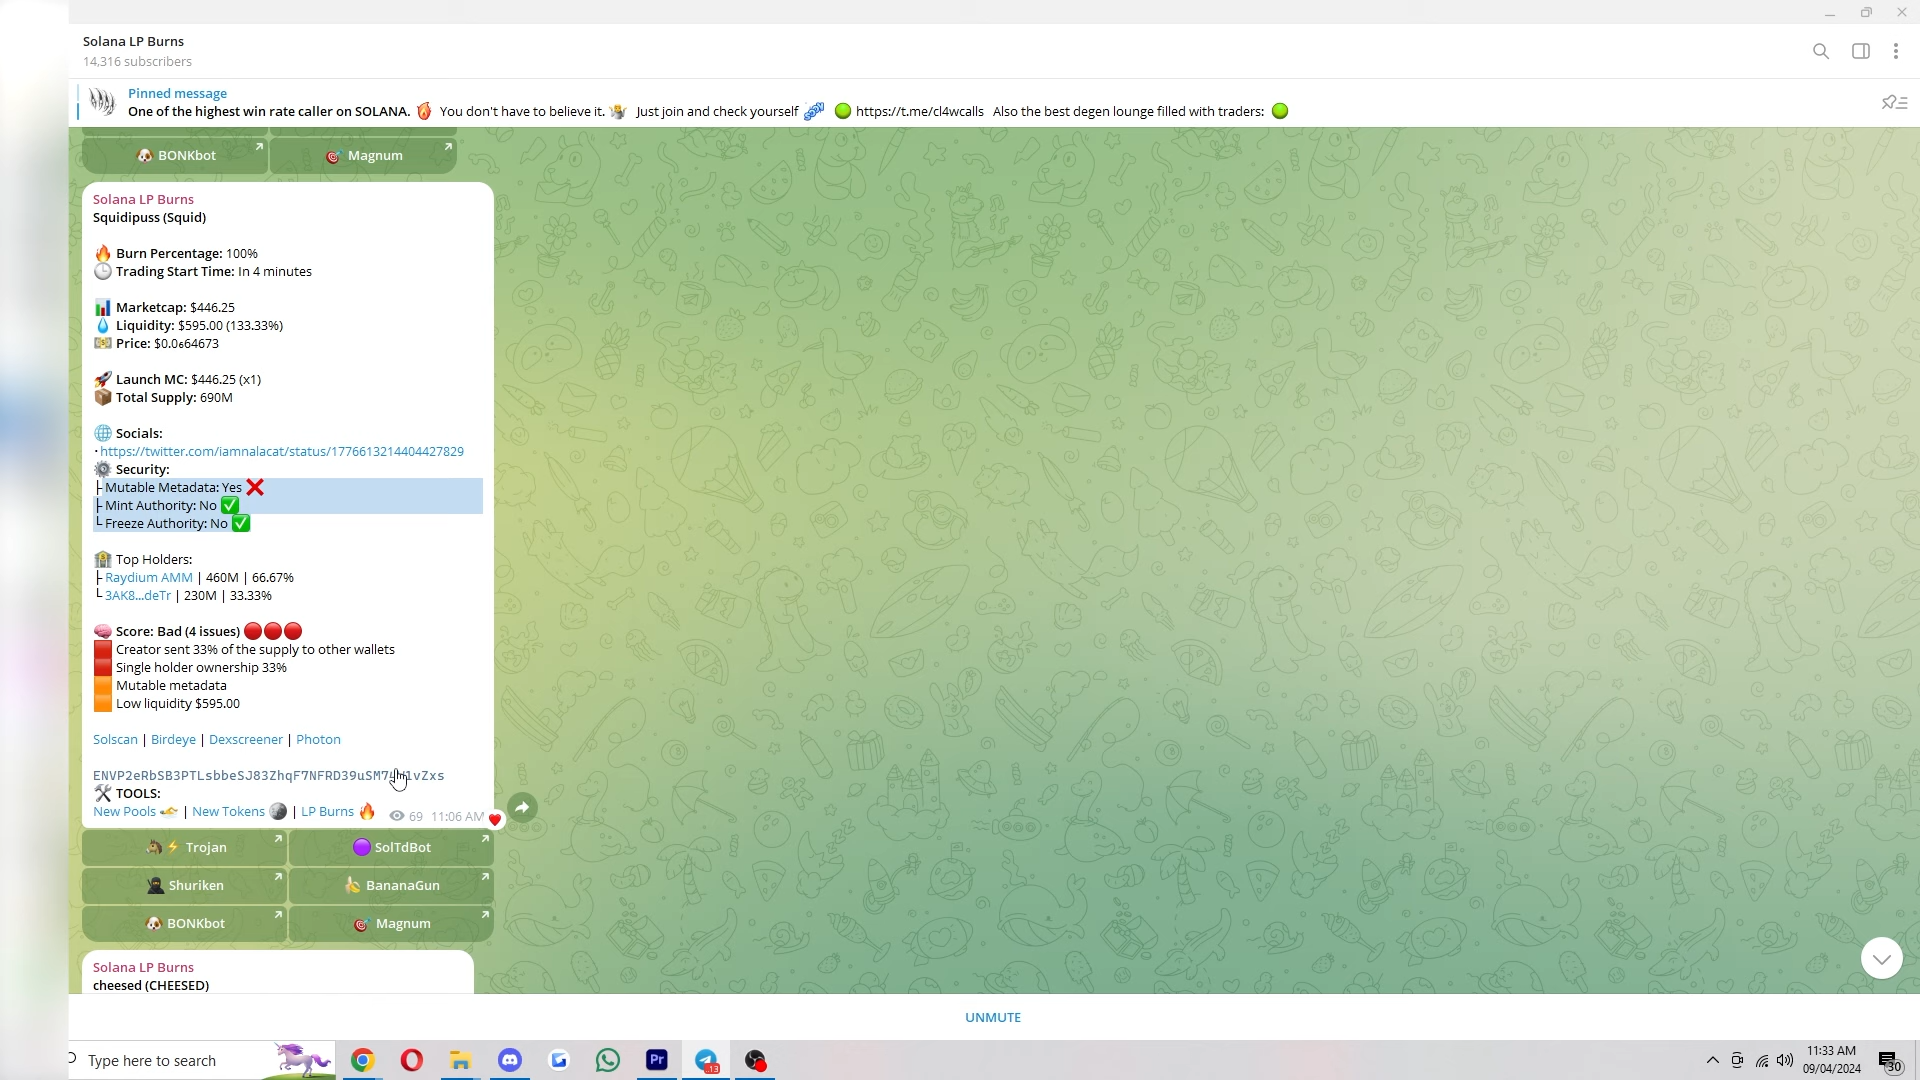 Solana LP Burns
14,316 subscribers
Pinned message
One of the highest win rate caller on SOLANA. 🔥 You don't have to believe it. 🤷 Just join and check yourself 🧬 🟢 https://t.me/cl4wcalls Also the best degen lounge filled with traders: 🟢
🐶 BONKbot
🎯 Magnum
Solana LP Burns
Squidipuss (Squid)
🔥 Burn Percentage: 100%
🕒 Trading Start Time: In 4 minutes
📊 Marketcap: $446.25
💧 Liquidity: $595.00 (133.33%)
💵 Price: $0.0₆64673
🚀 Launch MC: $446.25 (x1)
📦 Total Supply: 690M
🌐 Socials:
· https://twitter.com/iamnalacat/status/1776613214404427829
⚙️ Security:
├ Mutable Metadata: Yes ❌
├ Mint Authority: No ✅
└ Freeze Authority: No ✅
🏦 Top Holders:
├ Raydium AMM | 460M | 66.67%
└ 3AK8...deTr | 230M | 33.33%
🧠 Score: Bad (4 issues) 🔴🔴🔴
🟥 Creator sent 33% of the supply to other wallets
🟥 Single holder ownership 33%
🟧 Mutable metadata
🟧 Low liquidity $595.00
Solscan | Birdeye | Dexscreener | Photon
🛠 TOOLS:
New Pools | New Tokens 🌑 | LP Burns 🔥
69 11:06 AM
🐴⚡ Trojan
🟣 SolTdBot
🥷 Shuriken
🍌 BananaGun
🐶 BONKbot
🎯 Magnum
Solana LP Burns
cheesed (CHEESED)
UNMUTE
Type here to search
Pr
13
11:33 AM
09/04/2024
30